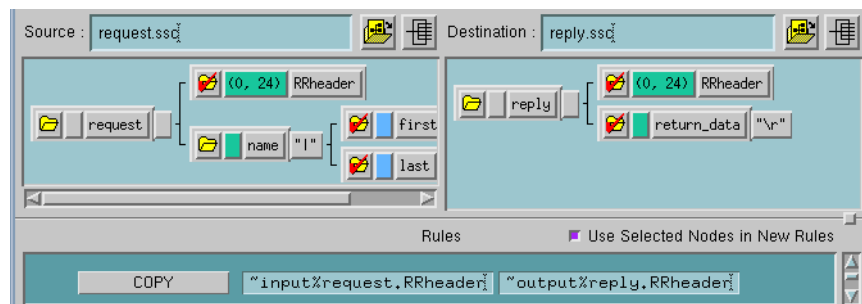 Source : request.ssc Destination : reply.ssc
(0, 24) RRheader (0, 24) RRheader
request reply
name "|" first return_data "\r"
last
Rules Use Selected Nodes in New Rules
COPY ~input%request.RRheader ~output%reply.RRheader